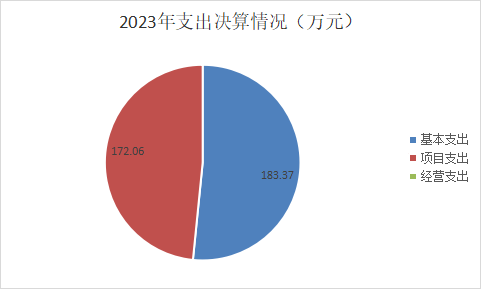 2023年支出决算情况（万元）
172.06
183.37
基本支出
项目支出
经营支出